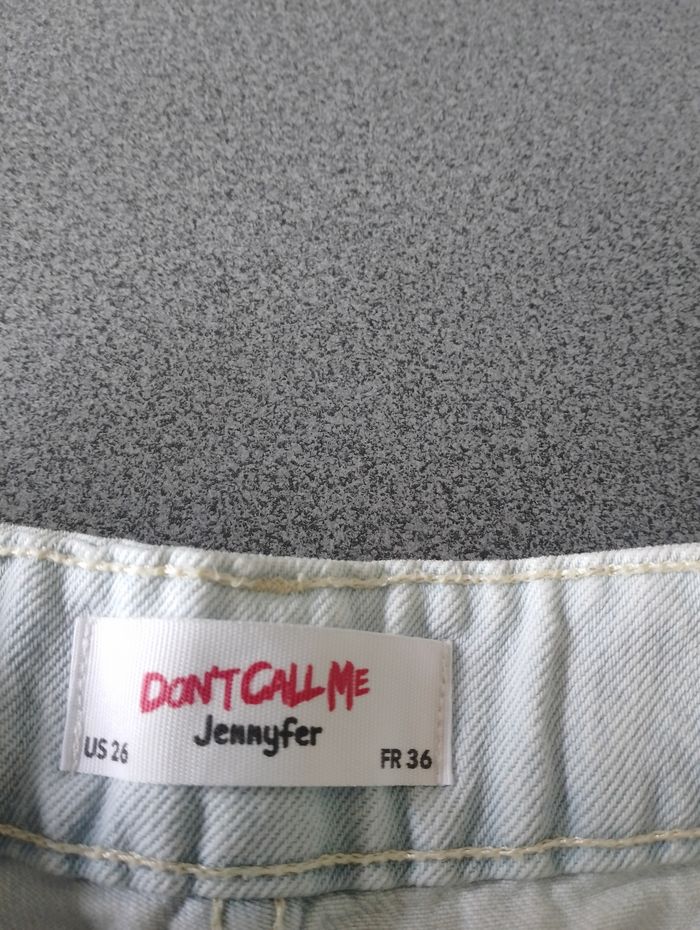 DON'T CALL ME
Jennyfer
US 26
FR 36